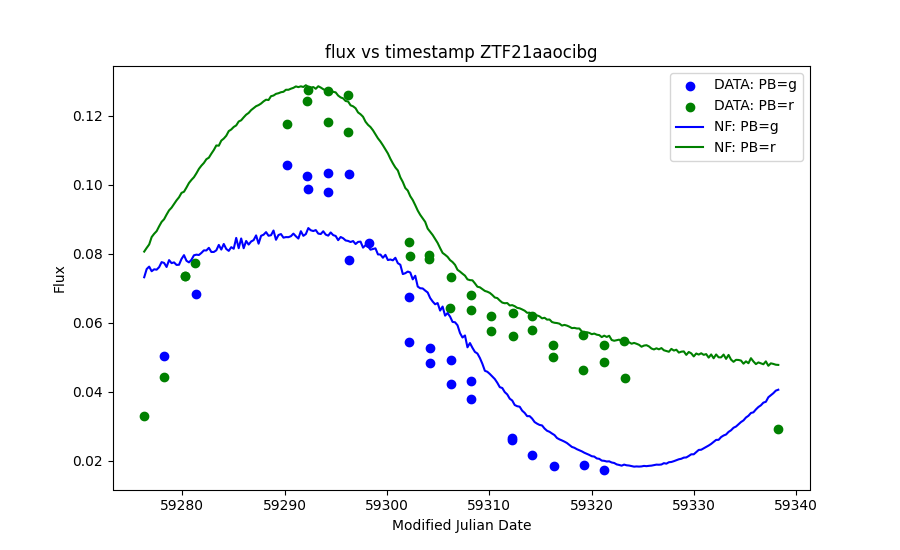 flux vs timestamp ZTF21aaocibg
DATA: PB=g
DATA: PB=r
NF: PB=g
NF: PB=r
Flux
0.12
0.10
0.08
0.06
0.04
0.02
59280
59290
59300
59310
59320
59330
59340
Modified Julian Date